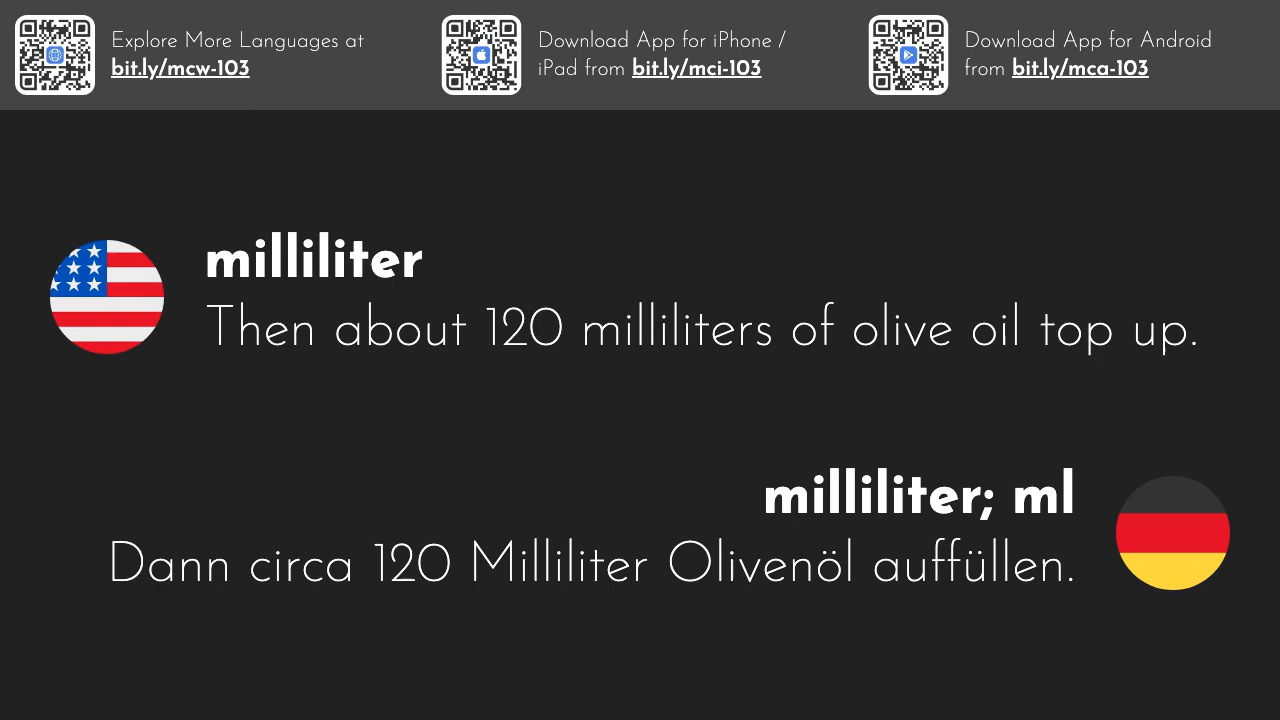 Explore More Languages at
bit.ly/mcw-103
Download App for iPhone /
iPad from bit.ly/mci-103
Download App for Android
from bit.ly/mca-103
milliliter
Then about 120 milliliters of olive oil top up.
milliliter; ml
Dann circa 120 Milliliter Olivenöl auffüllen.